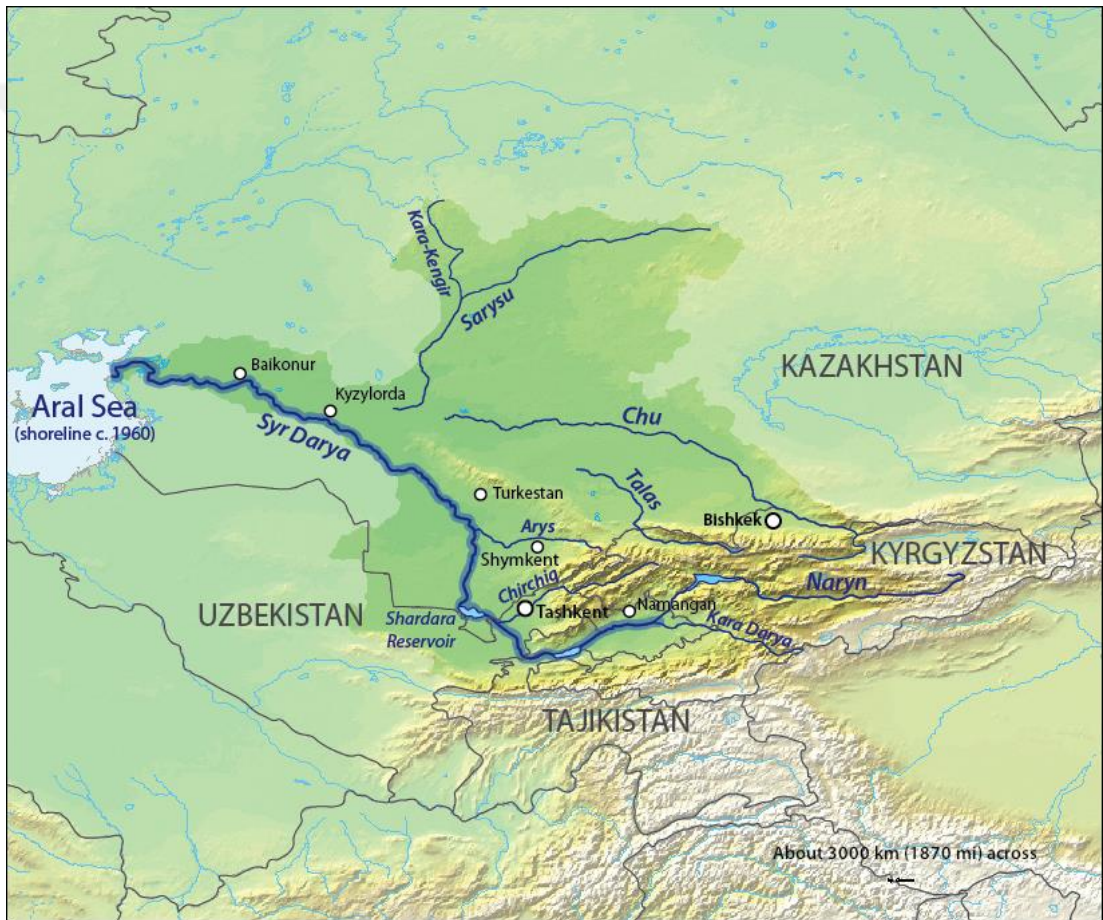 Kara-Kengir
Sarysu
KAZAKHSTAN
Baikonur
Kyzylorda
Aral Sea
(shoreline c. 1960)
Syr Darya
Chu
Talas
Turkestan
Bishkek
Arys
Shymkent
KYRGYZSTAN
Chirchiq
Naryn
UZBEKISTAN
Shardara
Reservoir
Tashkent
Namangan
Kara Darya
TAJIKISTAN
About 3000 km (1870 mi) across